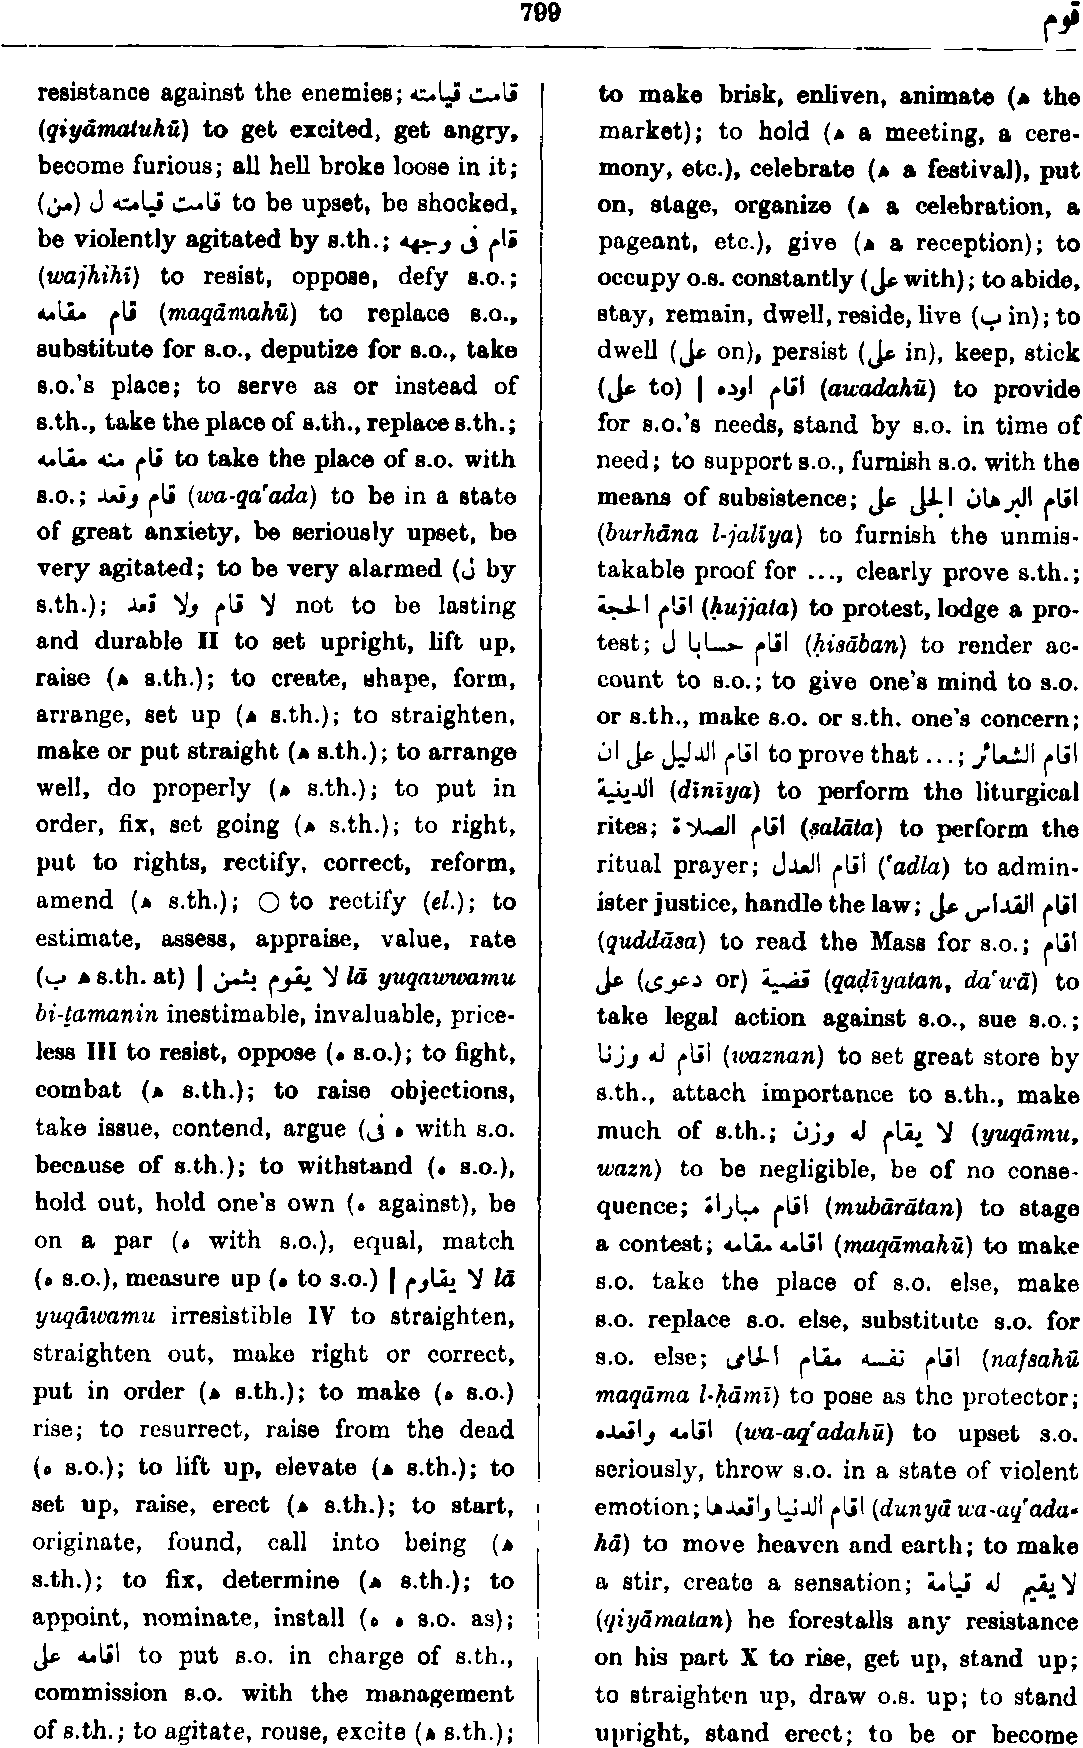 799
قوم
resistance against the enemies; قامت قيامته
(qiyāmatuhū) to get excited, get angry,
become furious; all hell broke loose in it;
قامت قيامته ل (من) to be upset, be shocked,
be violently agitated by s.th.; قام فى وجهه
(wajhihī) to resist, oppose, defy s.o.;
قام مقامه (maqāmahū) to replace s.o.,
substitute for s.o., deputize for s.o., take
s.o.'s place; to serve as or instead of
s.th., take the place of s.th., replace s.th.;
قام منه مقامه to take the place of s.o. with
s.o.; قام وقعد (wa-qa'ada) to be in a state
of great anxiety, be seriously upset, be
very agitated; to be very alarmed (ل by
s.th.); لا قام ولا قعد not to be lasting
and durable II to set upright, lift up,
raise (ه s.th.); to create, shape, form,
arrange, set up (ه s.th.); to straighten,
make or put straight (ه s.th.); to arrange
well, do properly (ه s.th.); to put in
order, fix, set going (ه s.th.); to right,
put to rights, rectify, correct, reform,
amend (ه s.th.); ○ to rectify (el.); to
estimate, assess, appraise, value, rate
(ب ه s.th. at) | لا يقوم بثمن lā yuqawwamu
bi-ṯamanin inestimable, invaluable, price-
less III to resist, oppose (ه s.o.); to fight,
combat (ه s.th.); to raise objections,
take issue, contend, argue (ه فى with s.o.
because of s.th.); to withstand (ه s.o.),
hold out, hold one's own (ه against), be
on a par (ه with s.o.), equal, match
(ه s.o.), measure up (ه to s.o.) | لا يقاوم lā
yuqāwamu irresistible IV to straighten,
straighten out, make right or correct,
put in order (ه s.th.); to make (ه s.o.)
rise; to resurrect, raise from the dead
(ه s.o.); to lift up, elevate (ه s.th.); to
set up, raise, erect (ه s.th.); to start,
originate, found, call into being (ه
s.th.); to fix, determine (ه s.th.); to
appoint, nominate, install (ه ه s.o. as);
اقامه على to put s.o. in charge of s.th.,
commission s.o. with the management
of s.th.; to agitate, rouse, excite (ه s.th.);
to make brisk, enliven, animate (ه the
market); to hold (ه a meeting, a cere-
mony, etc.), celebrate (ه a festival), put
on, stage, organize (ه a celebration, a
pageant, etc.), give (ه a reception); to
occupy o.s. constantly (على with); to abide,
stay, remain, dwell, reside, live (ب in); to
dwell (على on), persist (على in), keep, stick
(على to) | اقام اوده (awadahū) to provide
for s.o.'s needs, stand by s.o. in time of
need; to support s.o., furnish s.o. with the
means of subsistence; اقام البرهان الجلى على
(burhāna l-jalīya) to furnish the unmis-
takable proof for ..., clearly prove s.th.;
اقام الحجة (ḥujjata) to protest, lodge a pro-
test; اقام حسابا ل (ḥisāban) to render ac-
count to s.o.; to give one's mind to s.o.
or s.th., make s.o. or s.th. one's concern;
اقام الدليل على ان to prove that ...; اقام الشعائر
الدينية (dīnīya) to perform the liturgical
rites; اقام الصلاة (ṣalāta) to perform the
ritual prayer; اقام العدل ('adla) to admin-
ister justice, handle the law; اقام القداس على
(quddāsa) to read the Mass for s.o.; اقام
قضية (or دعوى) على (qaḍīyatan, da'wā) to
take legal action against s.o., sue s.o.;
اقام له وزنا (waznan) to set great store by
s.th., attach importance to s.th., make
much of s.th.; لا يقام له وزن (yuqāmu,
wazn) to be negligible, be of no conse-
quence; اقام مباراة (mubārātan) to stage
a contest; اقامه مقامه (maqāmahū) to make
s.o. take the place of s.o. else, make
s.o. replace s.o. else, substitute s.o. for
s.o. else; اقام نفسه مقام الحامى (nafsahū
maqāma l-ḥāmī) to pose as the protector;
اقامه واقعده (wa-aq'adahū) to upset s.o.
seriously, throw s.o. in a state of violent
emotion; اقام الدنيا واقعدها (dunyā wa-aq'ada-
hā) to move heaven and earth; to make
a stir, create a sensation; لا يقيم له قيامة
(qiyāmatan) he forestalls any resistance
on his part X to rise, get up, stand up;
to straighten up, draw o.s. up; to stand
upright, stand erect; to be or become